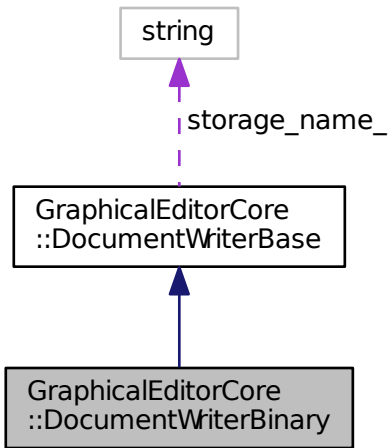 string
storage_name_
GraphicalEditorCore
::DocumentWriterBase
GraphicalEditorCore
::DocumentWriterBinary